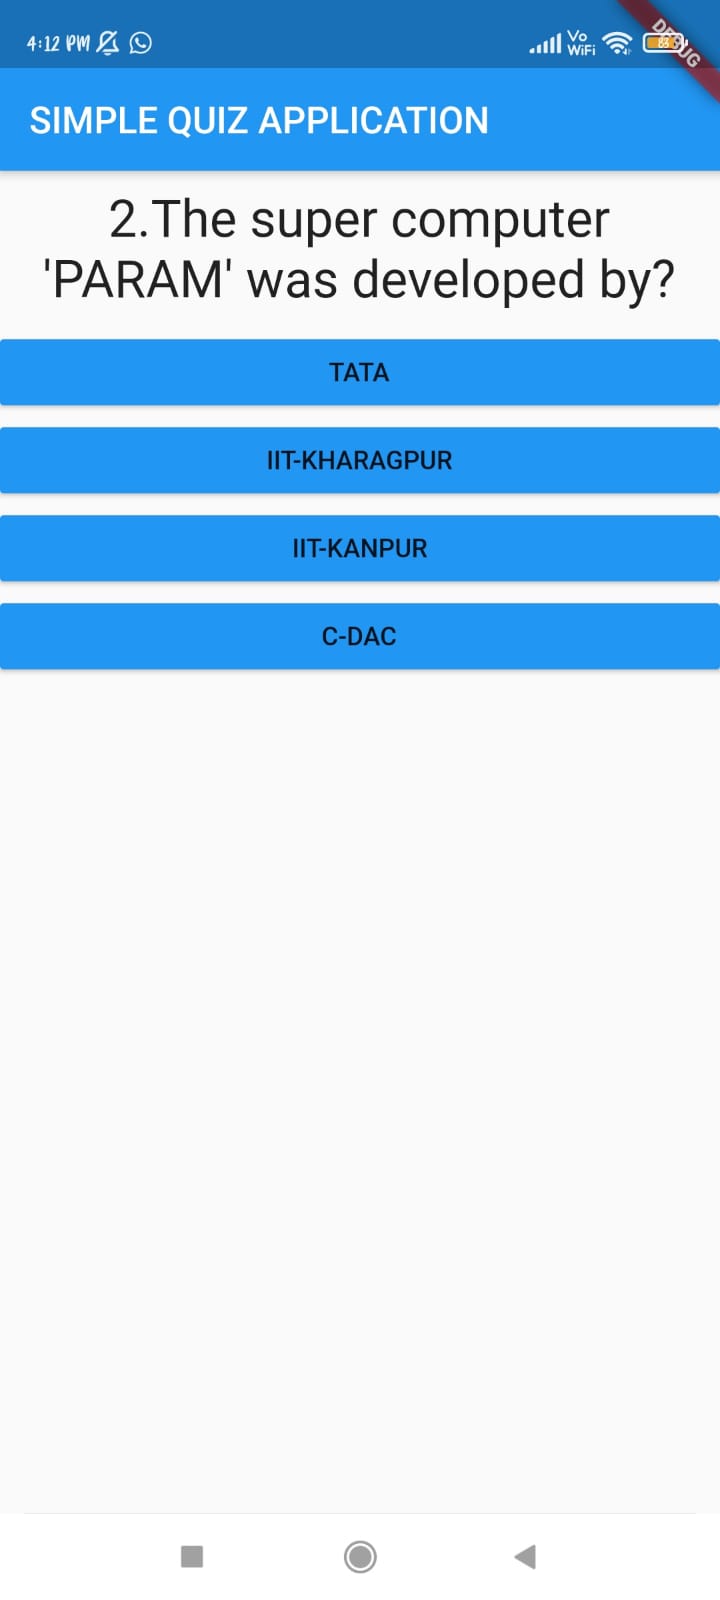 4:12 PM
Vo
WiFi
83
DEBUG
SIMPLE QUIZ APPLICATION
2.The super computer
'PARAM' was developed by?
TATA
IIT-KHARAGPUR
IIT-KANPUR
C-DAC